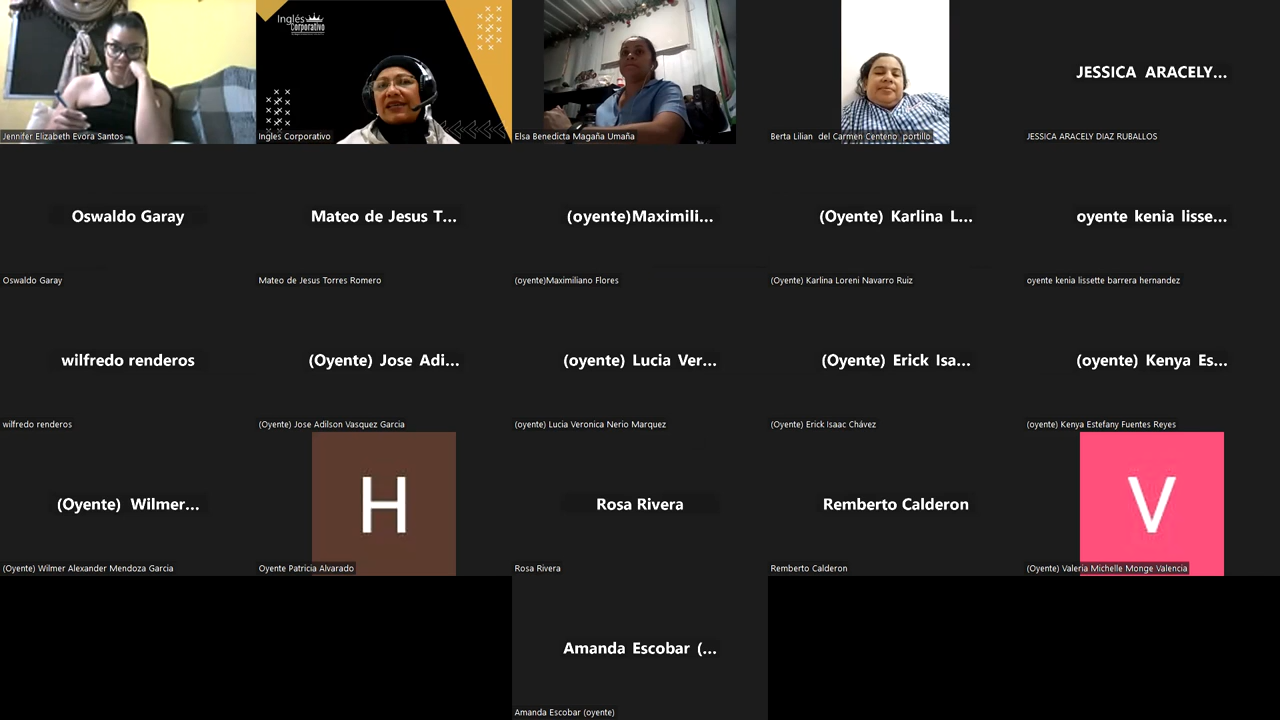 Inglés
Corporativo
Jennifer Elizabeth Evora Santos
Ingles Corporativo
Elsa Benedicta Magaña Umaña
Berta Lilian del Carmen Centeno portillo
JESSICA ARACELY...
JESSICA ARACELY DIAZ RUBALLOS
Oswaldo Garay
Mateo de Jesus T...
(oyente)Maximili...
(Oyente) Karlina L...
oyente kenia lisse...
Oswaldo Garay
Mateo de Jesus Torres Romero
(oyente)Maximiliano Flores
(Oyente) Karlina Loreni Navarro Ruiz
oyente kenia lissette barrera hernandez
wilfredo renderos
(Oyente) Jose Adi...
(oyente) Lucia Ver...
(Oyente) Erick Isa...
(oyente) Kenya Es...
wilfredo renderos
(Oyente) Jose Adilson Vasquez Garcia
(oyente) Lucia Veronica Nerio Marquez
(Oyente) Erick Isaac Chávez
(oyente) Kenya Estefany Fuentes Reyes
(Oyente) Wilmer...
H
Rosa Rivera
Remberto Calderon
V
(Oyente) Wilmer Alexander Mendoza Garcia
Oyente Patricia Alvarado
Rosa Rivera
Remberto Calderon
(Oyente) Valeria Michelle Monge Valencia
Amanda Escobar (...
Amanda Escobar (oyente)